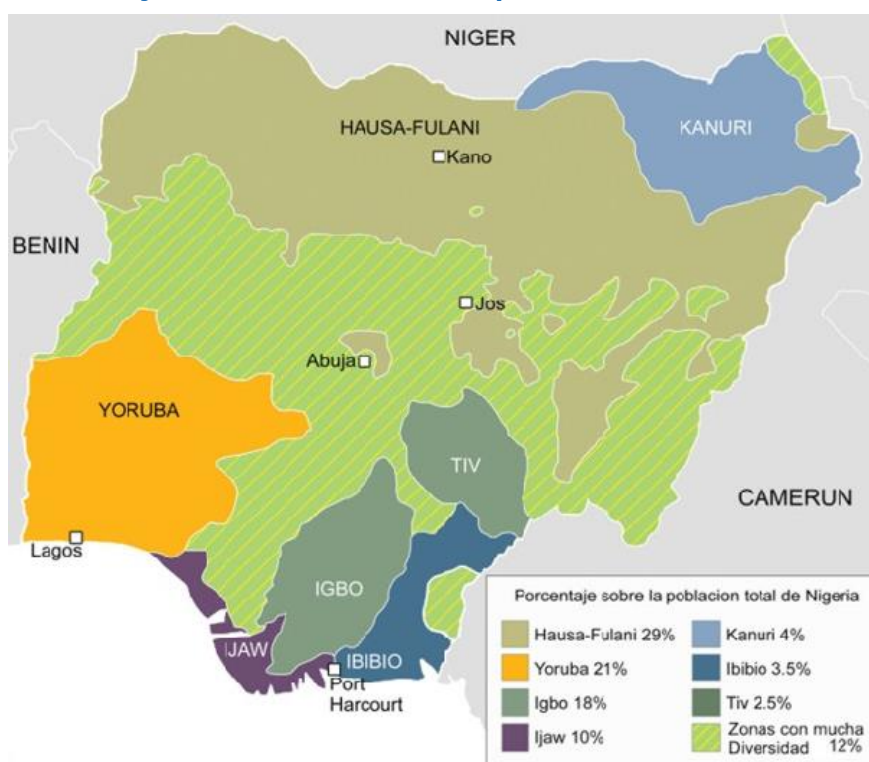 NIGER
HAUSA-FULANI
KANURI
Kano
BENIN
Jos
Abuja
YORUBA
TIV
CAMERUN
Lagos
IGBO
IJAW
IBIBIO
Port
Harcourt
Porcentaje sobre la poblacion total de Nigeria
Hausa-Fulani 29%
Kanuri 4%
Yoruba 21%
Ibibio 3.5%
Igbo 18%
Tiv 2.5%
Ijaw 10%
Zonas con mucha
Diversidad 12%